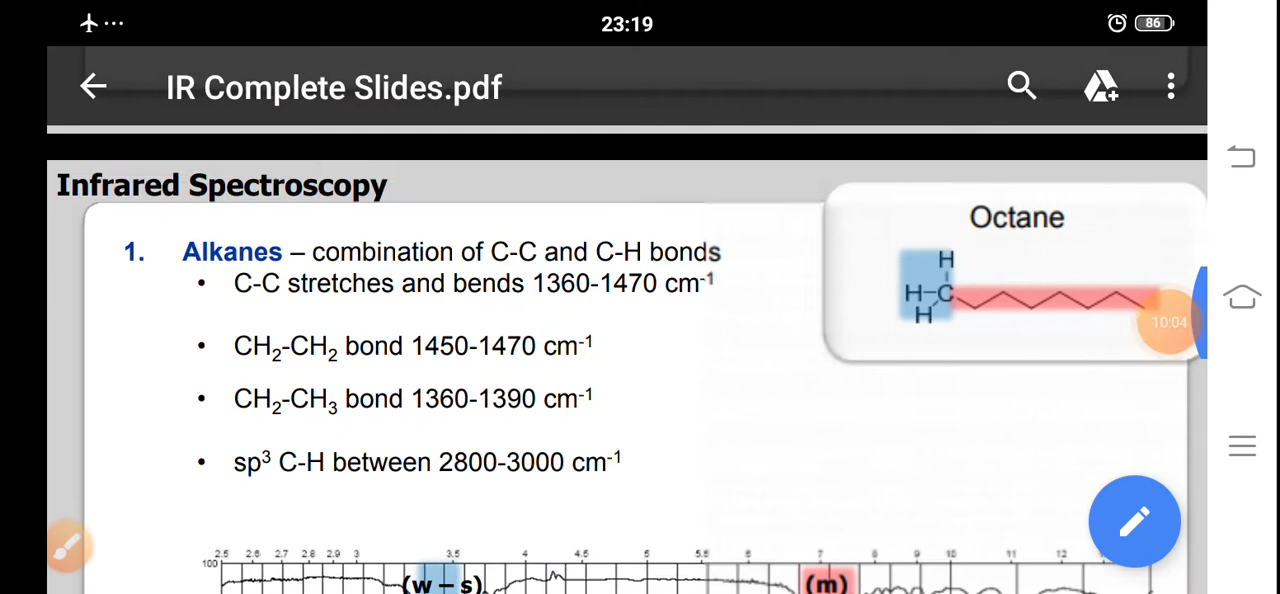 23:19
86
IR Complete Slides.pdf
Infrared Spectroscopy
Octane
H
H-C
H
10:04
1. Alkanes – combination of C-C and C-H bonds
• C-C stretches and bends 1360-1470 cm-1
• CH2-CH2 bond 1450-1470 cm-1
• CH2-CH3 bond 1360-1390 cm-1
• sp3 C-H between 2800-3000 cm-1
2.5 2.6 2.7 2.8 2.9 3 3.5 4 4.5 5 5.5 6 7 8 9 10 11 12
100
(w – s) (m)